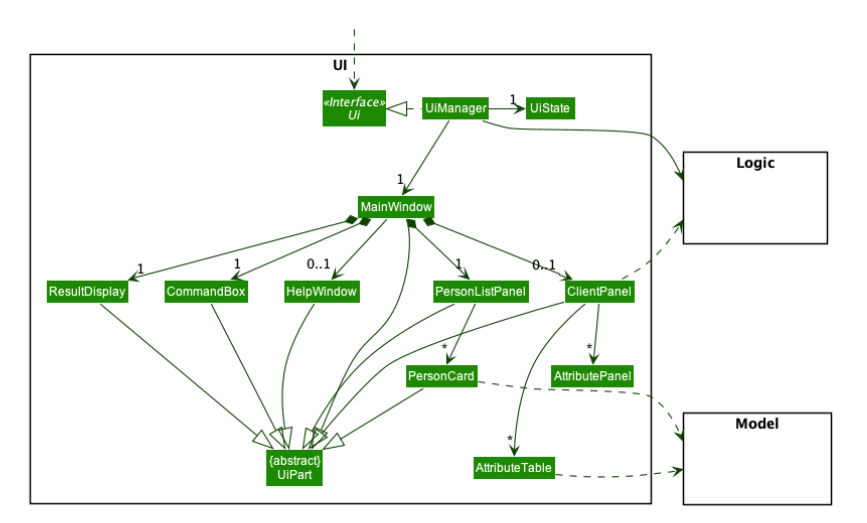 UI
«Interface»
Ui
UiManager
1
UiState
Logic
1
MainWindow
1
1
0..1
1
0..1
ResultDisplay
CommandBox
HelpWindow
PersonListPanel
ClientPanel
*
*
PersonCard
AttributePanel
Model
*
{abstract}
UiPart
AttributeTable